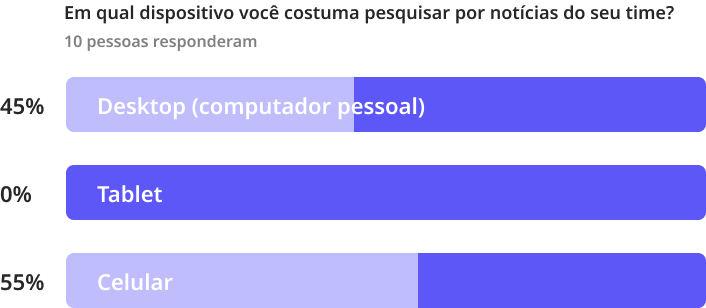 Em qual dispositivo você costuma pesquisar por notícias do seu time?
10 pessoas responderam
45% Desktop (computador pessoal)
0% Tablet
55% Celular